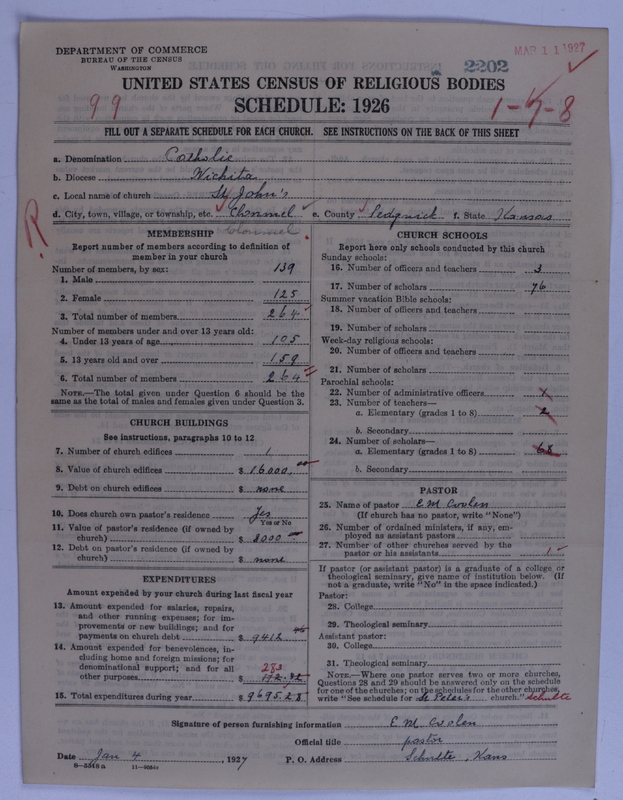 DEPARTMENT OF COMMERCE
BUREAU OF THE CENSUS
WASHINGTON
MAR 11 1927
2202
UNITED STATES CENSUS OF RELIGIOUS BODIES
SCHEDULE: 1926
99
1-7-8
FILL OUT A SEPARATE SCHEDULE FOR EACH CHURCH. SEE INSTRUCTIONS ON THE BACK OF THIS SHEET
a. Denomination Catholic
b. Diocese Wichita
c. Local name of church St. John's
d. City, town, village, or township, etc. Clonmel e. County Sedgwick f. State Kansas
R
Clonmel
MEMBERSHIP
Report number of members according to definition of
member in your church
Number of members, by sex:
1. Male 139
2. Female 125
3. Total number of members 264
Number of members under and over 13 years old:
4. Under 13 years of age 105
5. 13 years old and over 159
6. Total number of members 264
NOTE.—The total given under Question 6 should be
same as the total of males and females given under Question 3.
CHURCH BUILDINGS
See instructions, paragraphs 10 to 12
7. Number of church edifices 1
8. Value of church edifices $ 16000.
9. Debt on church edifices $ none
10. Does church own pastor's residence Yes
Yes or No
11. Value of pastor's residence (if owned by
church) $ 8000
12. Debt on pastor's residence (if owned by
church) $ none
EXPENDITURES
Amount expended by your church during last fiscal year
13. Amount expended for salaries, repairs,
and other running expenses; for im-
provements or new buildings; and for
payments on church debt $ 9412
14. Amount expended for benevolences, in-
cluding home and foreign missions; for
denominational support; and for all
other purposes $ 283
15. Total expenditures during year $ 9695.28
CHURCH SCHOOLS
Report here only schools conducted by this church
Sunday schools:
16. Number of officers and teachers 3
17. Number of scholars 76
Summer vacation Bible schools:
18. Number of officers and teachers
19. Number of scholars
Week-day religious schools:
20. Number of officers and teachers
21. Number of scholars
Parochial schools:
22. Number of administrative officers 1
23. Number of teachers—
a. Elementary (grades 1 to 8) 2
b. Secondary
24. Number of scholars—
a. Elementary (grades 1 to 8) 68
b. Secondary
PASTOR
25. Name of pastor E M Coolen
(If church has no pastor, write "None")
26. Number of ordained ministers, if any, em-
ployed as assistant pastors
27. Number of other churches served by the
pastor or his assistants 1
If pastor (or assistant pastor) is a graduate of a college or
theological seminary, give name of institution below. (If
not a graduate, write "No" in the space indicated.)
Pastor:
28. College
29. Theological seminary
Assistant pastor:
30. College
31. Theological seminary
NOTE.—Where one pastor serves two or more churches,
Questions 28 and 29 should be answered only on the schedule
for one of the churches; on the schedules for the other churches,
write "See schedule for St Peter's church." Schulte
Signature of person furnishing information E. M. Coolen
Official title pastor
Date Jan 4, 1927 P. O. Address Schulte, Kans